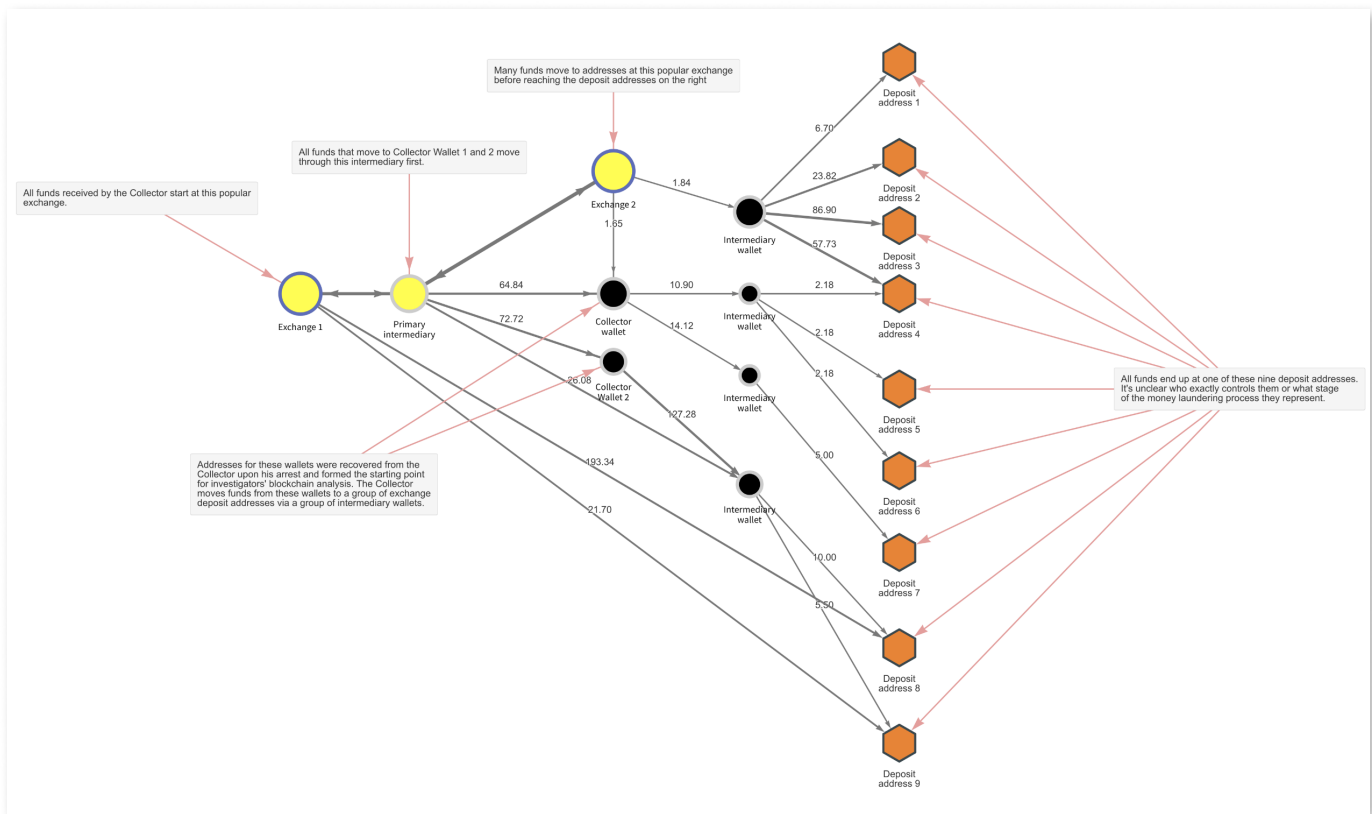 Many funds move to addresses at this popular exchange
before reaching the deposit addresses on the right
All funds that move to Collector Wallet 1 and 2 move
through this intermediary first.
All funds received by the Collector start at this popular
exchange.
Deposit
address 1
6.70
Deposit
address 2
23.82
1.84
Exchange 2
86.90
1.65
Intermediary
wallet
57.73
Deposit
address 3
64.84
10.90
2.18
Exchange 1
Primary
intermediary
72.72
Collector
wallet
14.12
Intermediary
wallet
2.18
Deposit
address 4
2.18
26.08
Collector
Wallet 2
Intermediary
wallet
Deposit
address 5
All funds end up at one of these nine deposit addresses.
It's unclear who exactly controls them or what stage
of the money laundering process they represent.
127.28
5.00
193.34
Addresses for these wallets were recovered from the
Collector upon his arrest and formed the starting point
for investigators' blockchain analysis. The Collector
moves funds from these wallets to a group of exchange
deposit addresses via a group of intermediary wallets.
21.70
Intermediary
wallet
Deposit
address 6
10.00
Deposit
address 7
5.50
Deposit
address 8
Deposit
address 9